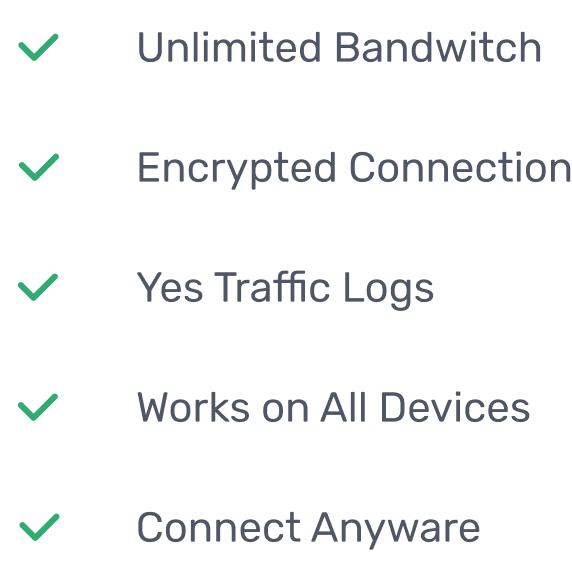 Unlimited Bandwitch
Encrypted Connection
Yes Traffic Logs
Works on All Devices
Connect Anyware